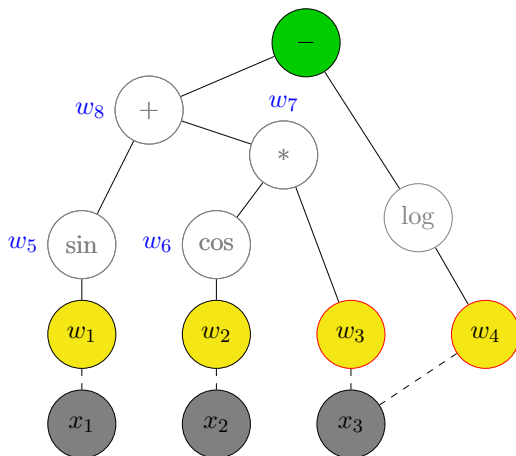 −
w₇
w₈ +
*
log
w₅ sin w₆ cos
w₁ w₂ w₃ w₄
x₁ x₂ x₃